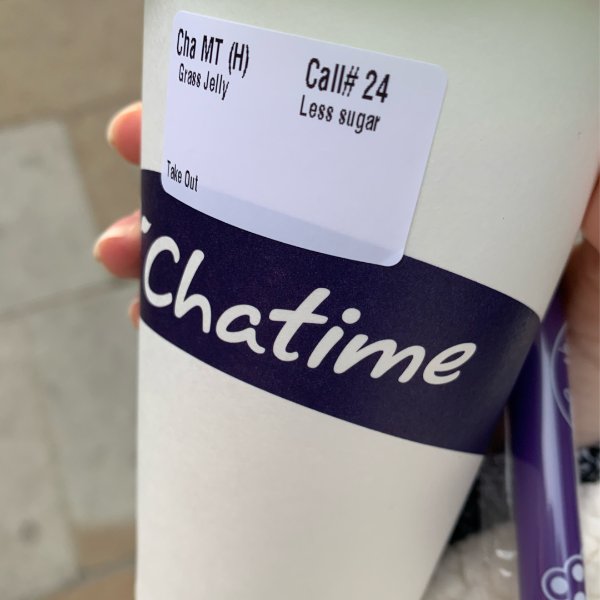 Cha MT (H)
Grass Jelly
Call# 24
Less sugar
Take Out
Chatime